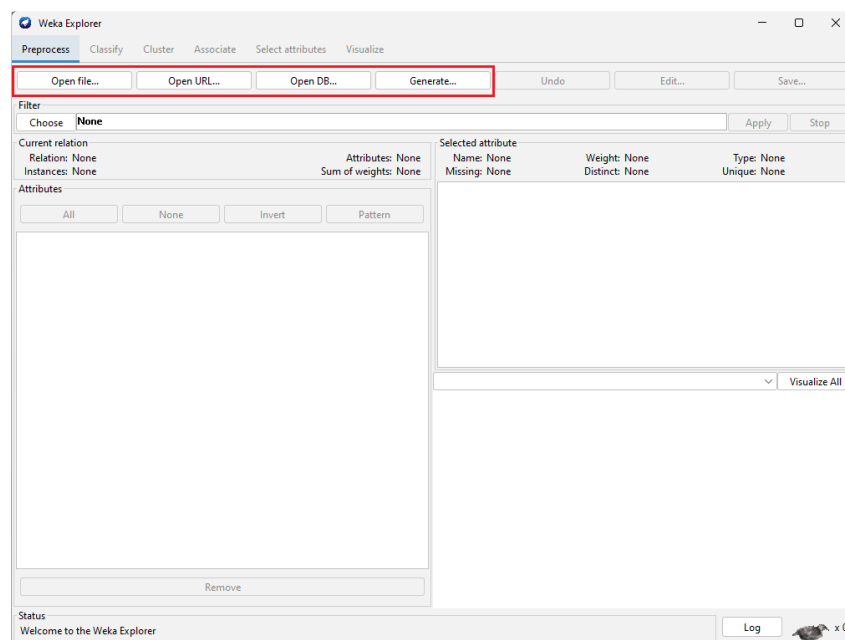 Weka Explorer
Preprocess Classify Cluster Associate Select attributes Visualize
Open file... Open URL... Open DB... Generate... Undo Edit... Save...
Filter
Choose None Apply Stop
Current relation
Relation: None Attributes: None
Instances: None Sum of weights: None
Selected attribute
Name: None Weight: None Type: None
Missing: None Distinct: None Unique: None
Attributes
All None Invert Pattern
Visualize All
Remove
Status
Welcome to the Weka Explorer
Log x 0